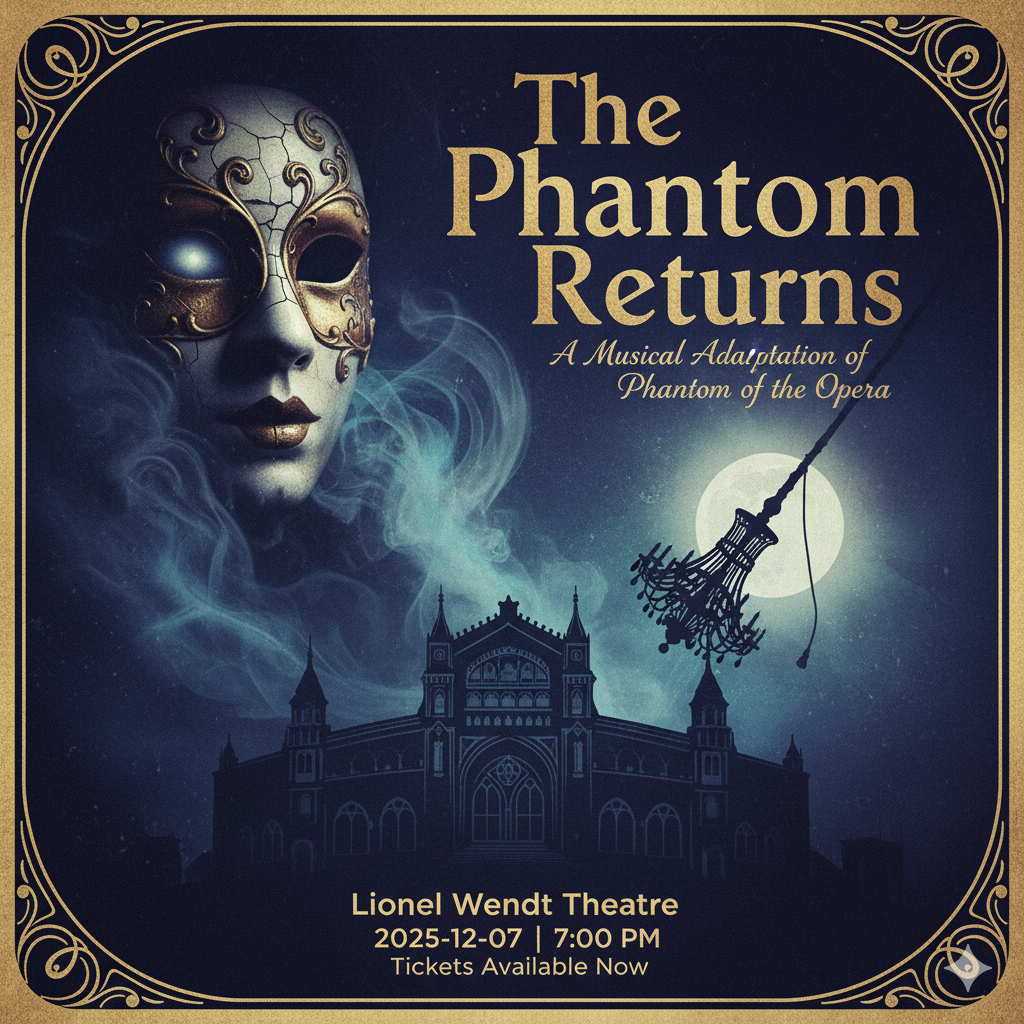 The
Phantom
Returns
A Musical Adaptation of
Phantom of the Opera
Lionel Wendt Theatre
2025-12-07 | 7:00 PM
Tickets Available Now